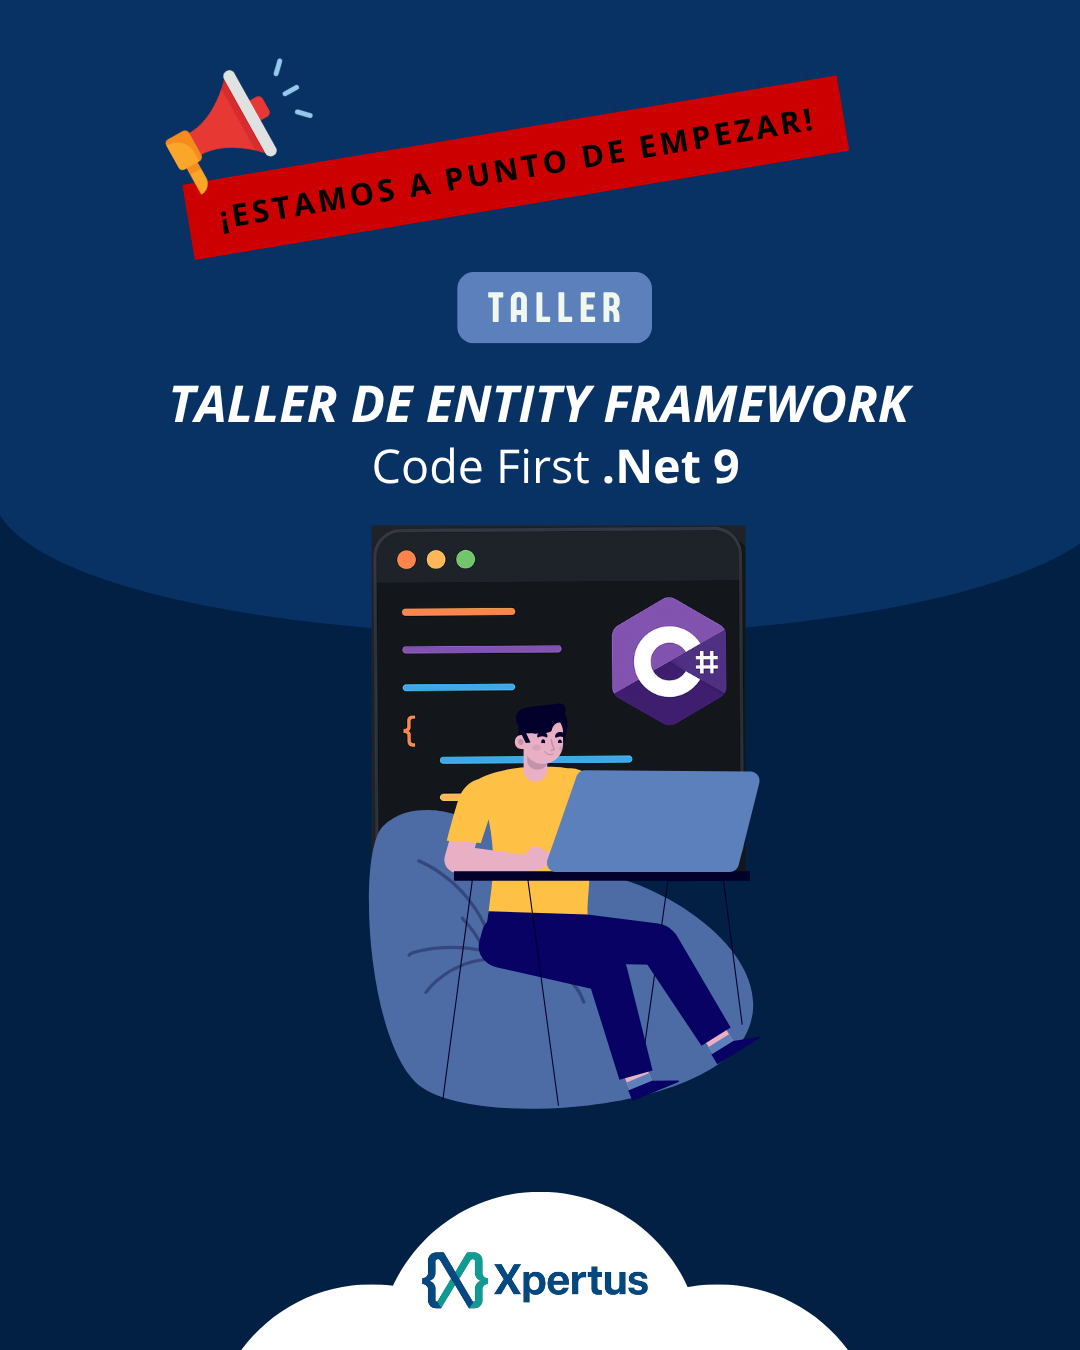 ¡ESTAMOS A PUNTO DE EMPEZAR!
TALLER
TALLER DE ENTITY FRAMEWORK
Code First .Net 9
C#
{
{X} Xpertus